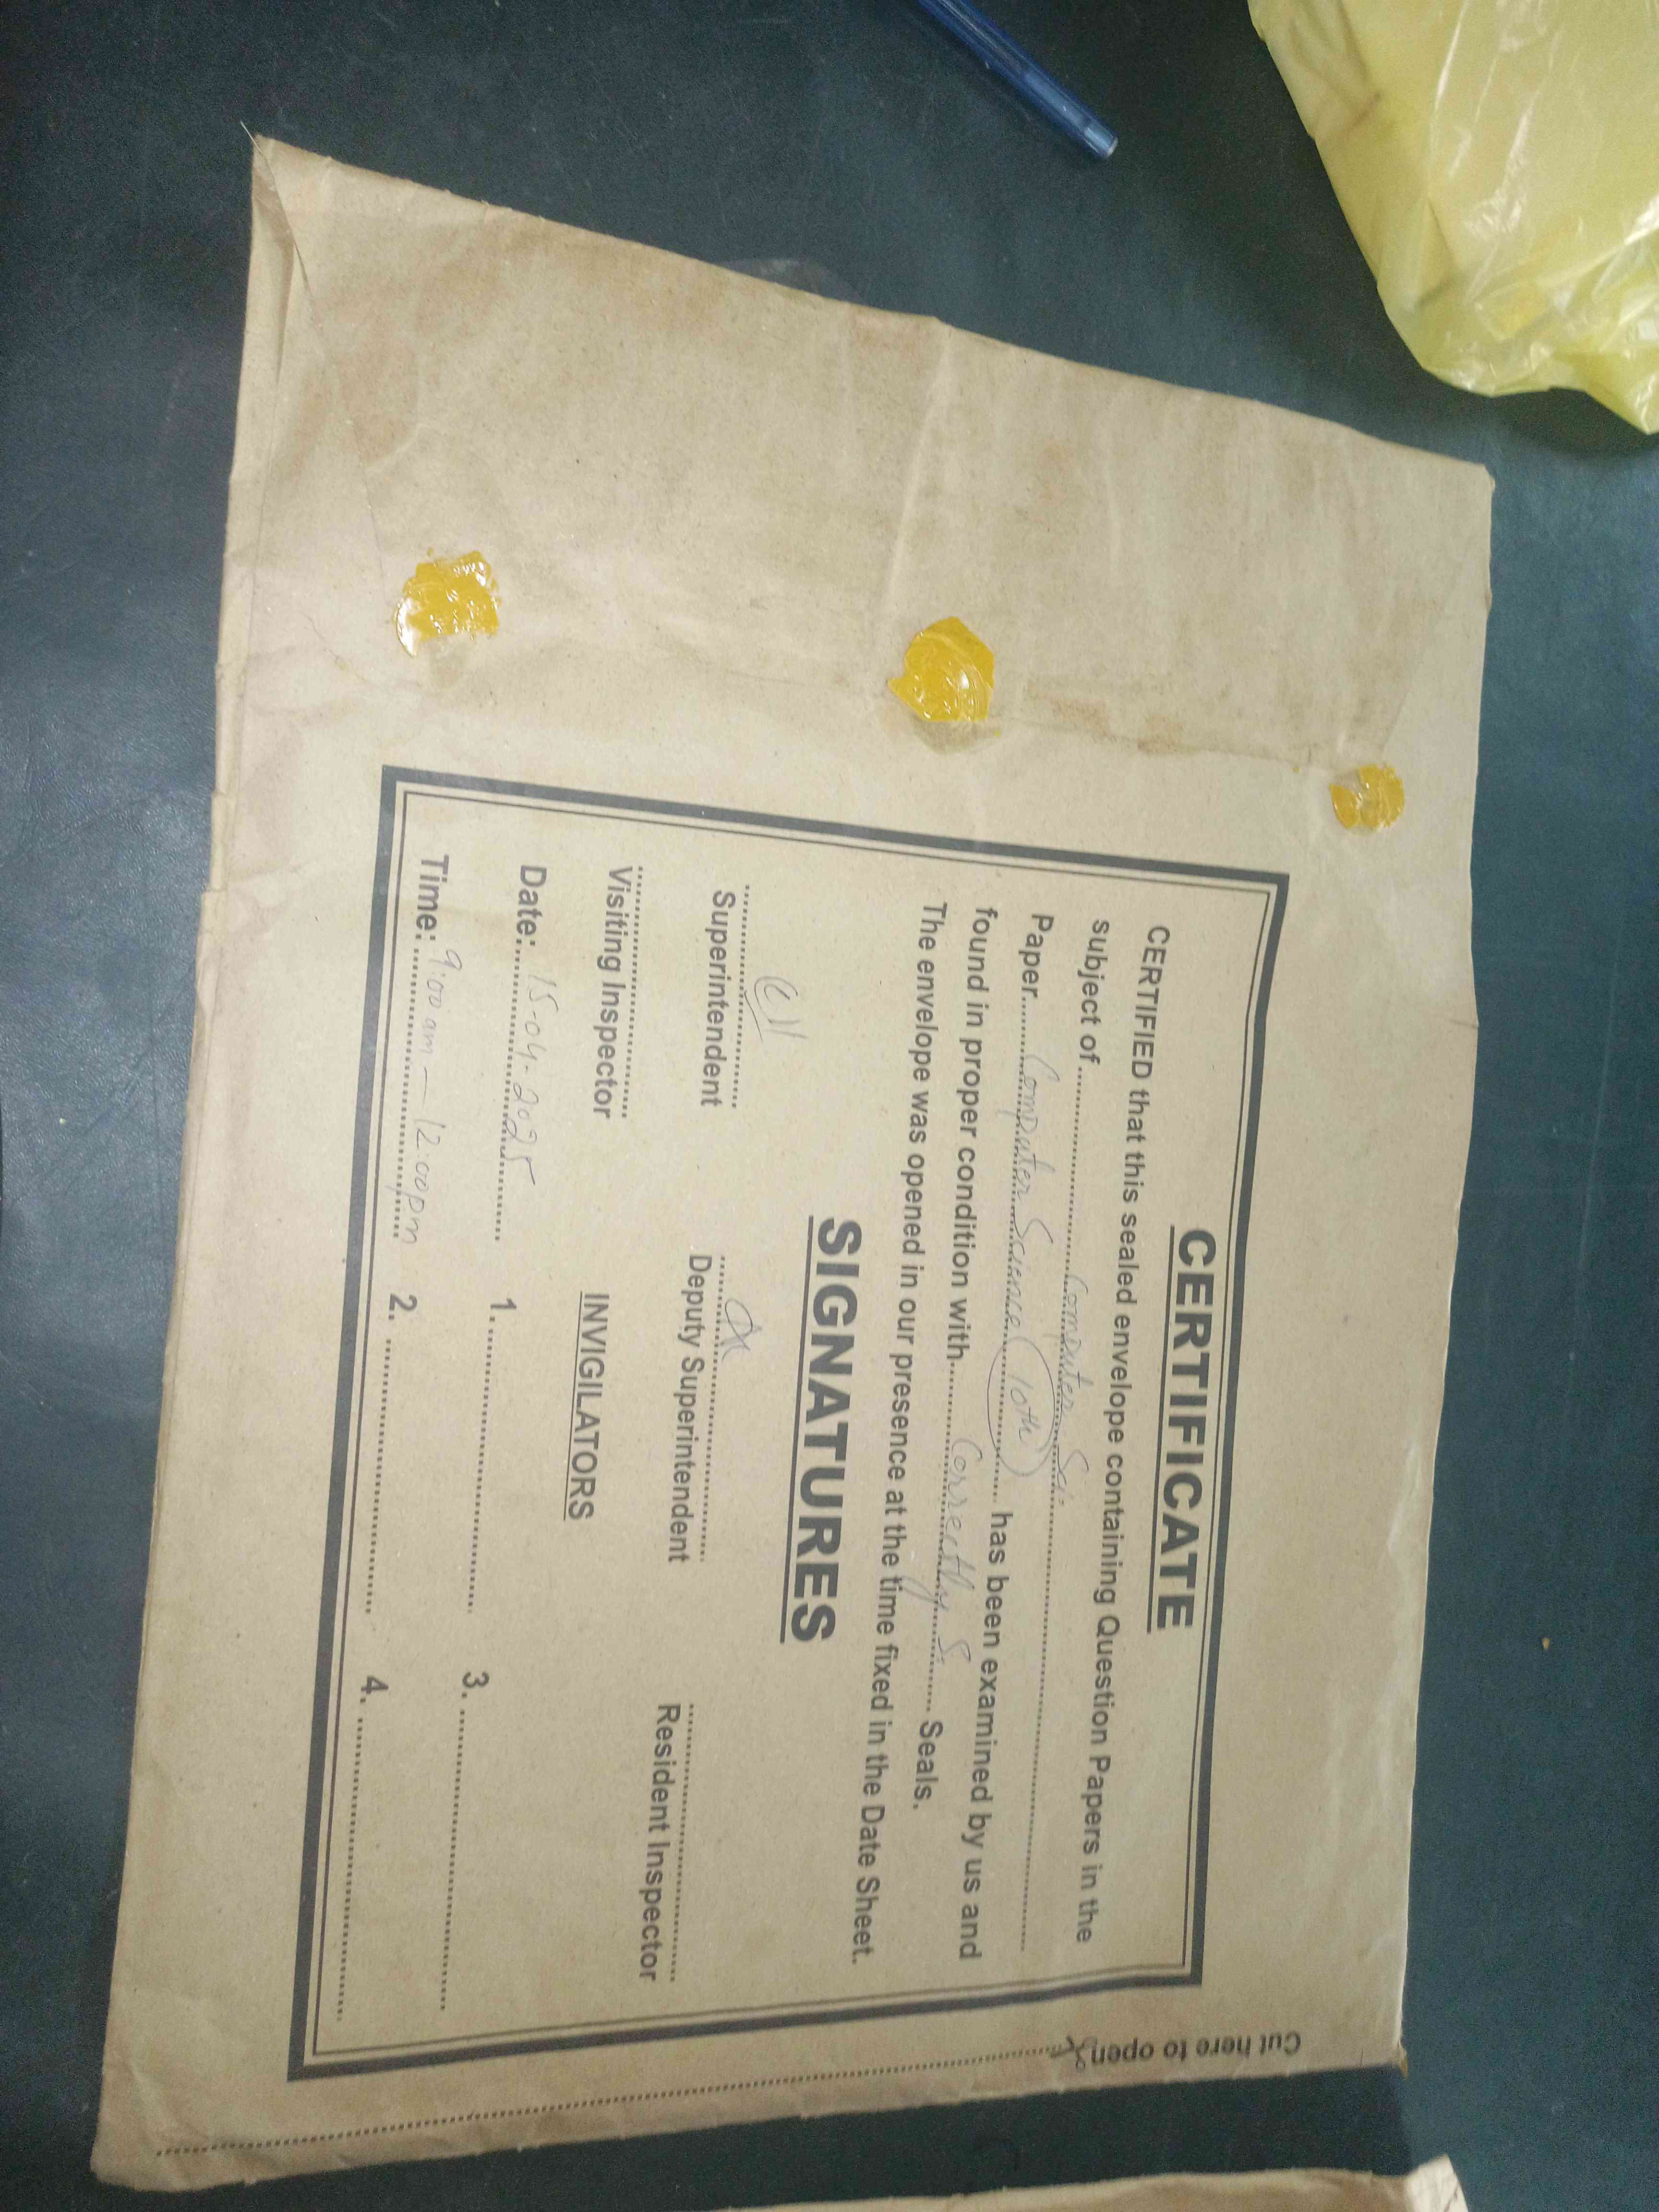 CERTIFICATE
CERTIFIED that this sealed envelope containing Question Papers in the
subject of ........ Computer Sci. ........
Paper........ Computer Science (10th) ........ has been examined by us and
found in proper condition with........ Correctly S ........ Seals.
The envelope was opened in our presence at the time fixed in the Date Sheet.
SIGNATURES
Superintendent Deputy Superintendent Resident Inspector
Visiting Inspector INVIGILATORS
Date: 15-04-2025 1. ........ 3. ........
Time: 9:00 am — 12:00pm 2. ........ 4. ........
Cut here to open